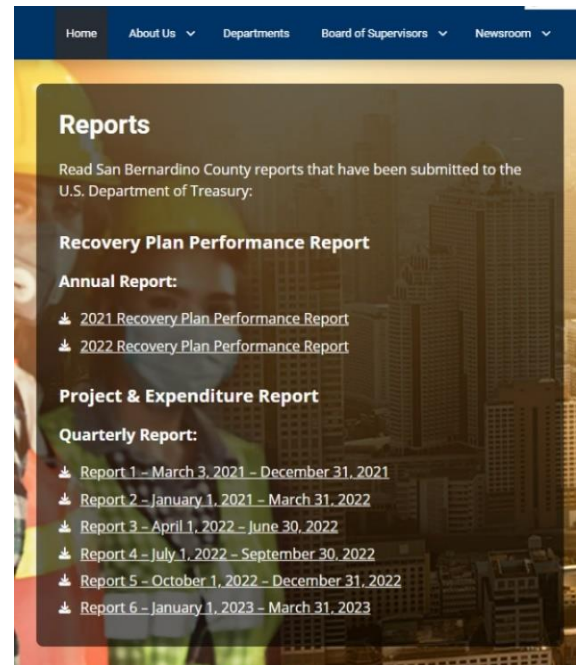 Home About Us Departments Board of Supervisors Newsroom
Reports
Read San Bernardino County reports that have been submitted to the
U.S. Department of Treasury:
Recovery Plan Performance Report
Annual Report:
2021 Recovery Plan Performance Report
2022 Recovery Plan Performance Report
Project & Expenditure Report
Quarterly Report:
Report 1 – March 3, 2021 – December 31, 2021
Report 2 – January 1, 2021 – March 31, 2022
Report 3 – April 1, 2022 – June 30, 2022
Report 4 – July 1, 2022 – September 30, 2022
Report 5 – October 1, 2022 – December 31, 2022
Report 6 – January 1, 2023 – March 31, 2023